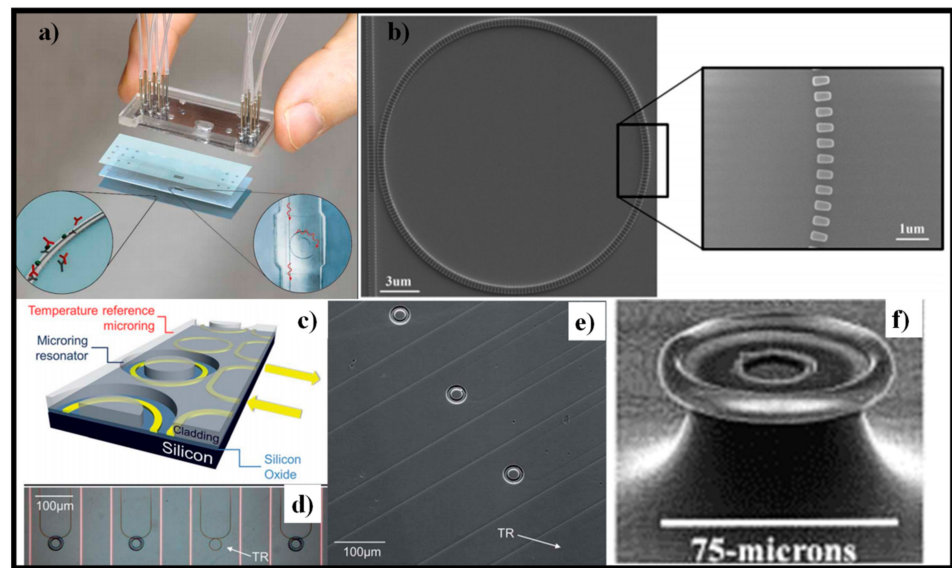 a)
b)
3um
1um
c)
Temperature reference
microring
Microring
resonator
Cladding
Silicon
Silicon
Oxide
d)
100μm
TR
e)
100μm
TR
f)
75-microns